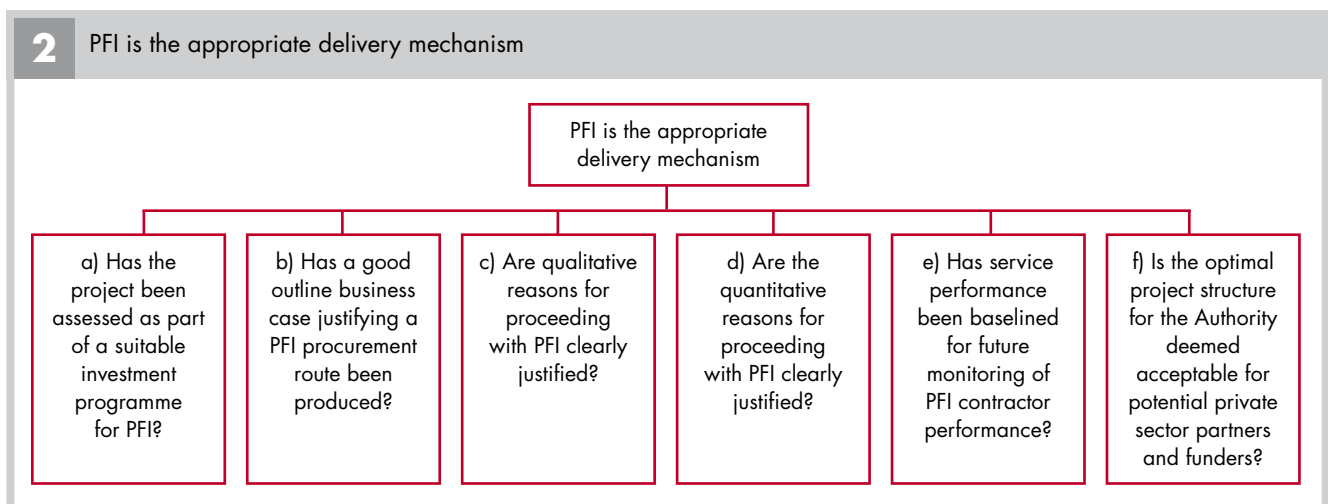 2
PFI is the appropriate delivery mechanism
PFI is the appropriate
delivery mechanism
a) Has the
project been
assessed as part
of a suitable
investment
programme
for PFI?
b) Has a good
outline business
case justifying a
PFI procurement
route been
produced?
c) Are qualitative
reasons for
proceeding
with PFI clearly
justified?
d) Are the
quantitative
reasons for
proceeding
with PFI clearly
justified?
e) Has service
performance
been baselined
for future
monitoring of
PFI contractor
performance?
f) Is the optimal
project structure
for the Authority
deemed
acceptable for
potential private
sector partners
and funders?